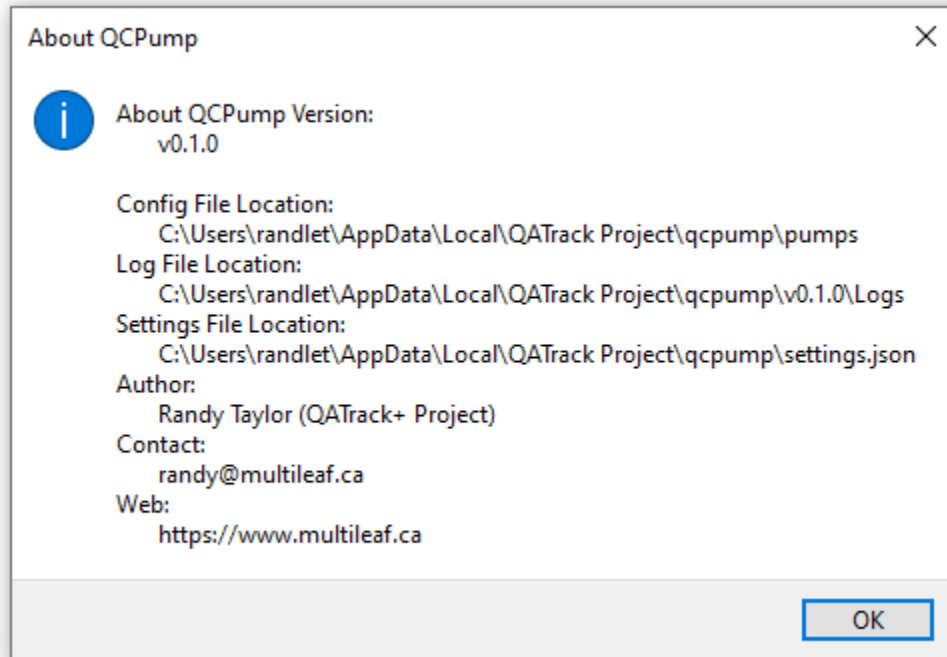 About QCPump
About QCPump Version:
v0.1.0
Config File Location:
C:\Users\randlet\AppData\Local\QATrack Project\qcpump\pumps
Log File Location:
C:\Users\randlet\AppData\Local\QATrack Project\qcpump\v0.1.0\Logs
Settings File Location:
C:\Users\randlet\AppData\Local\QATrack Project\qcpump\settings.json
Author:
Randy Taylor (QATrack+ Project)
Contact:
randy@multileaf.ca
Web:
https://www.multileaf.ca
OK